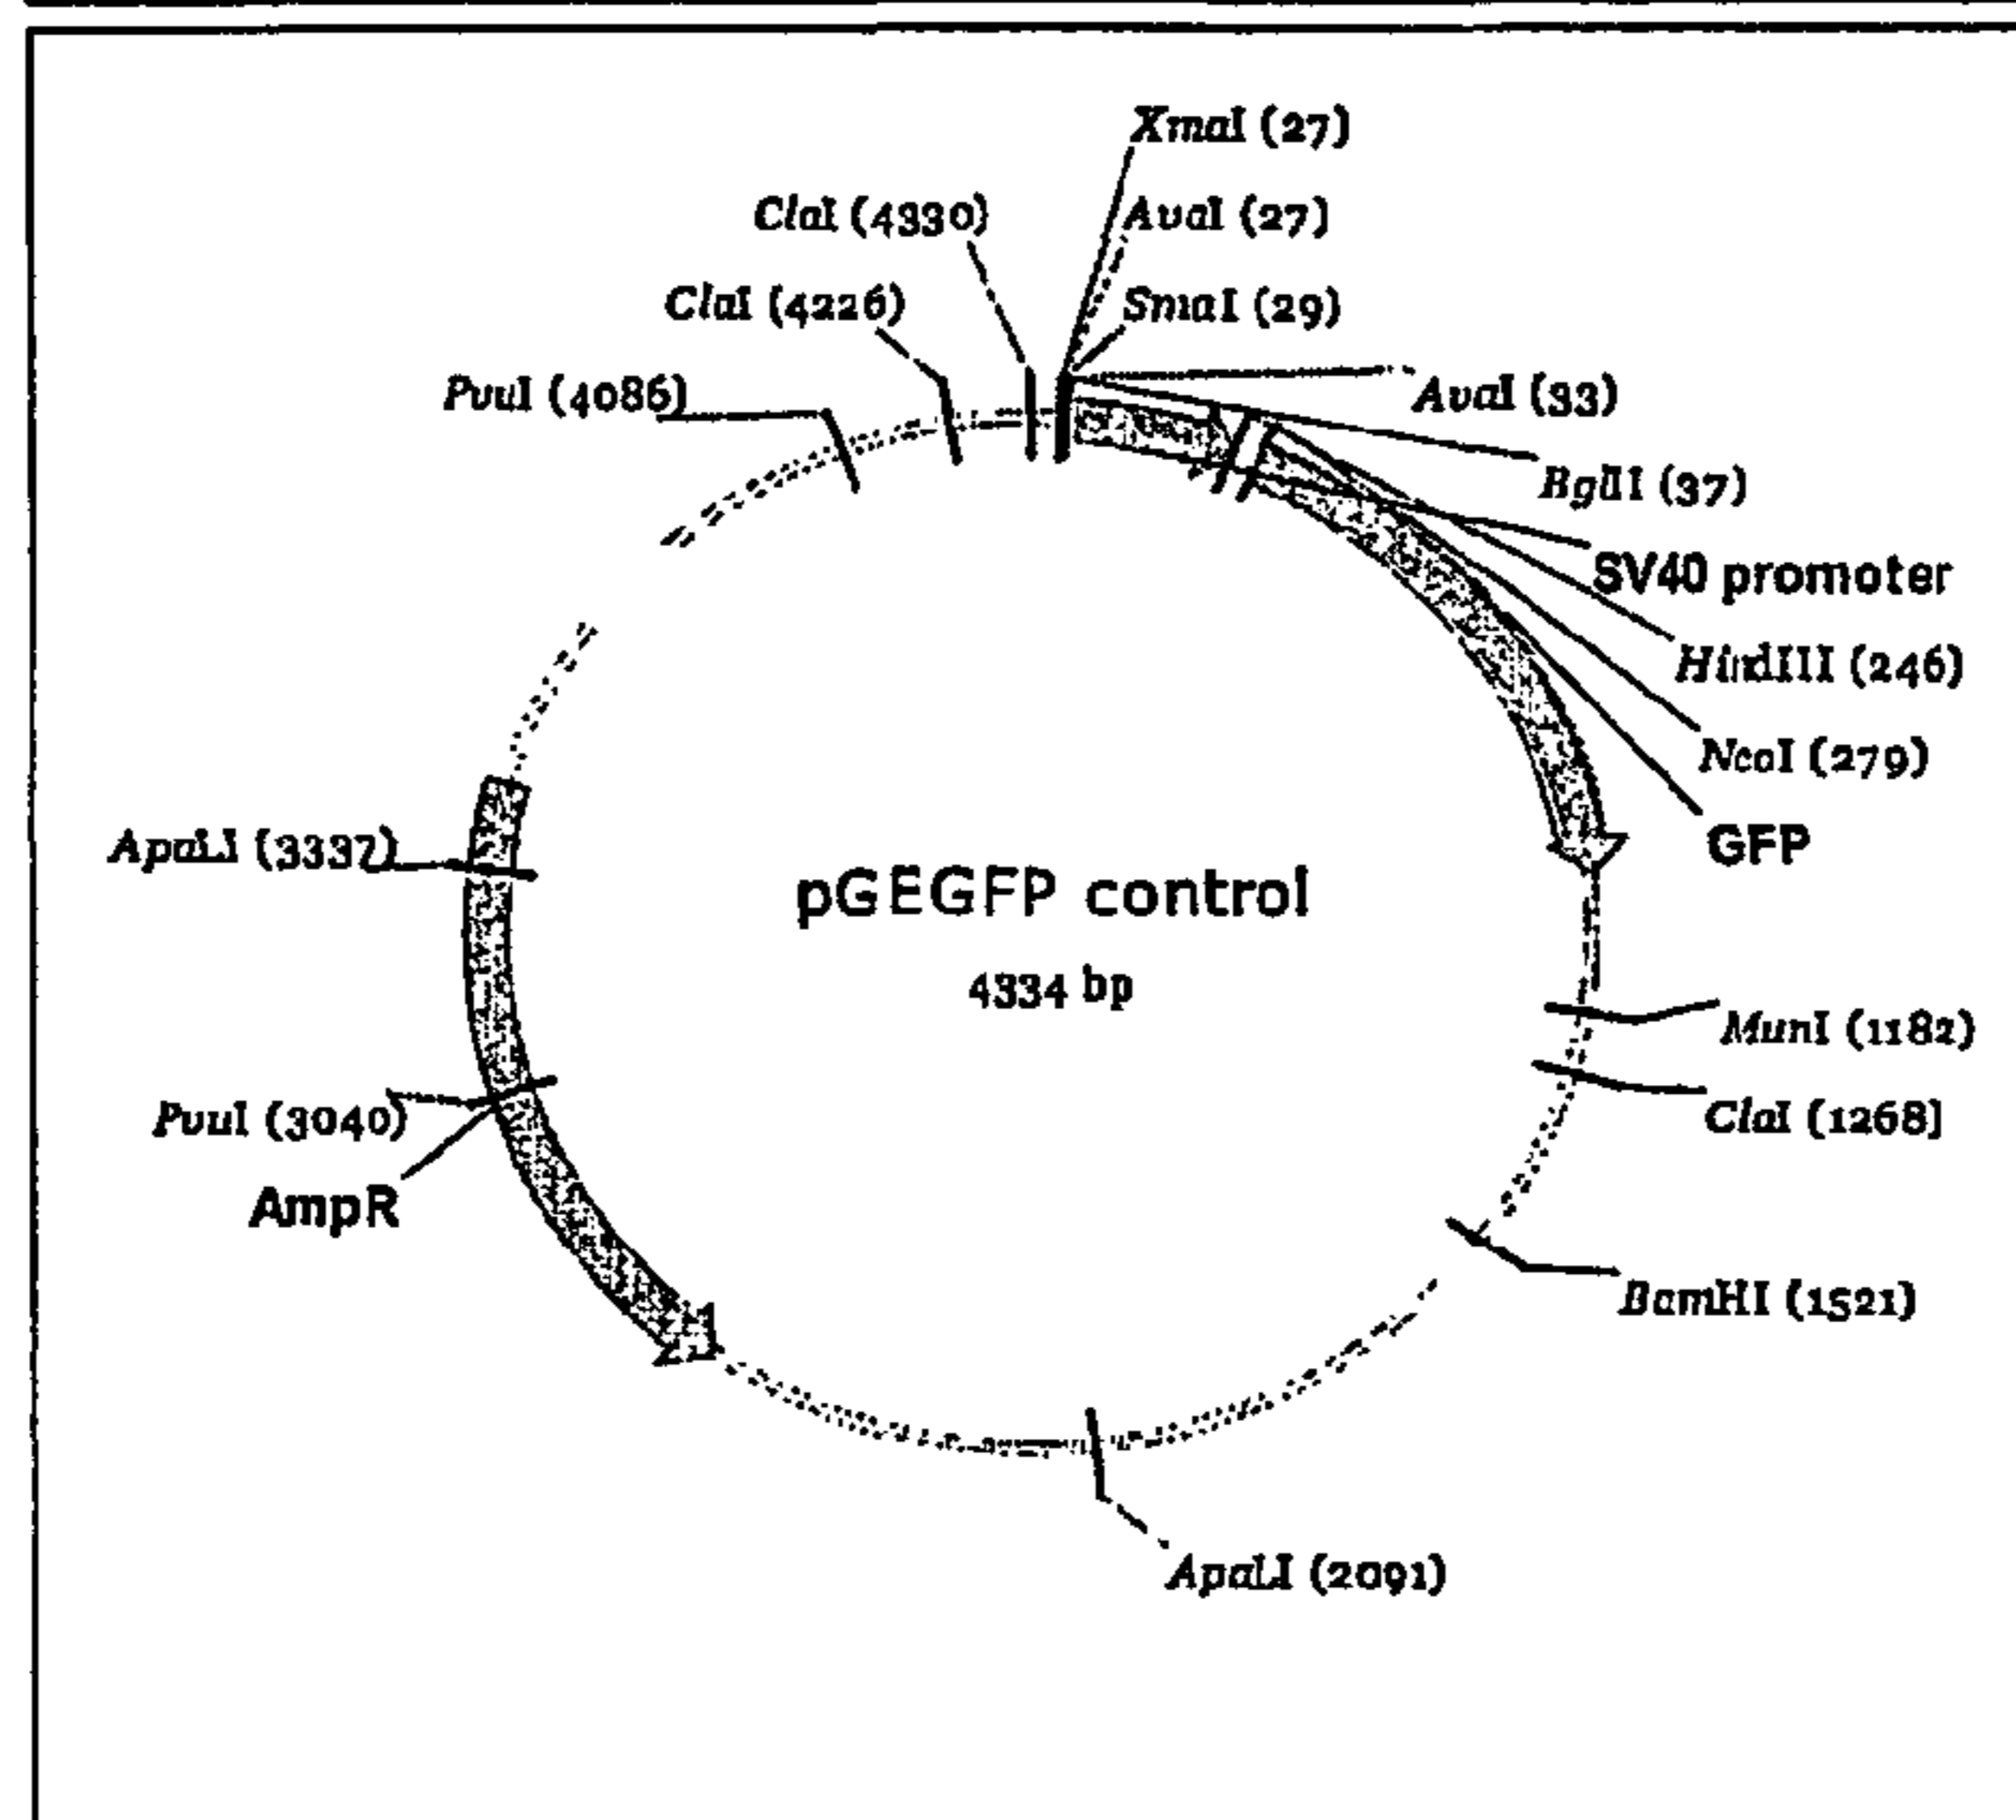 XmaI (27)
ClaI (4330)
AvaI (27)
ClaI (4226)
SmaI (29)
PvuI (4086)
AvaI (33)
BglII (37)
SV40 promoter
HindIII (246)
NcoI (279)
GFP
ApaLI (3337)
pGEGFP control
4334 bp
MunI (1182)
PvuI (3040)
ClaI (1268)
AmpR
BamHI (1521)
ApaLI (2091)